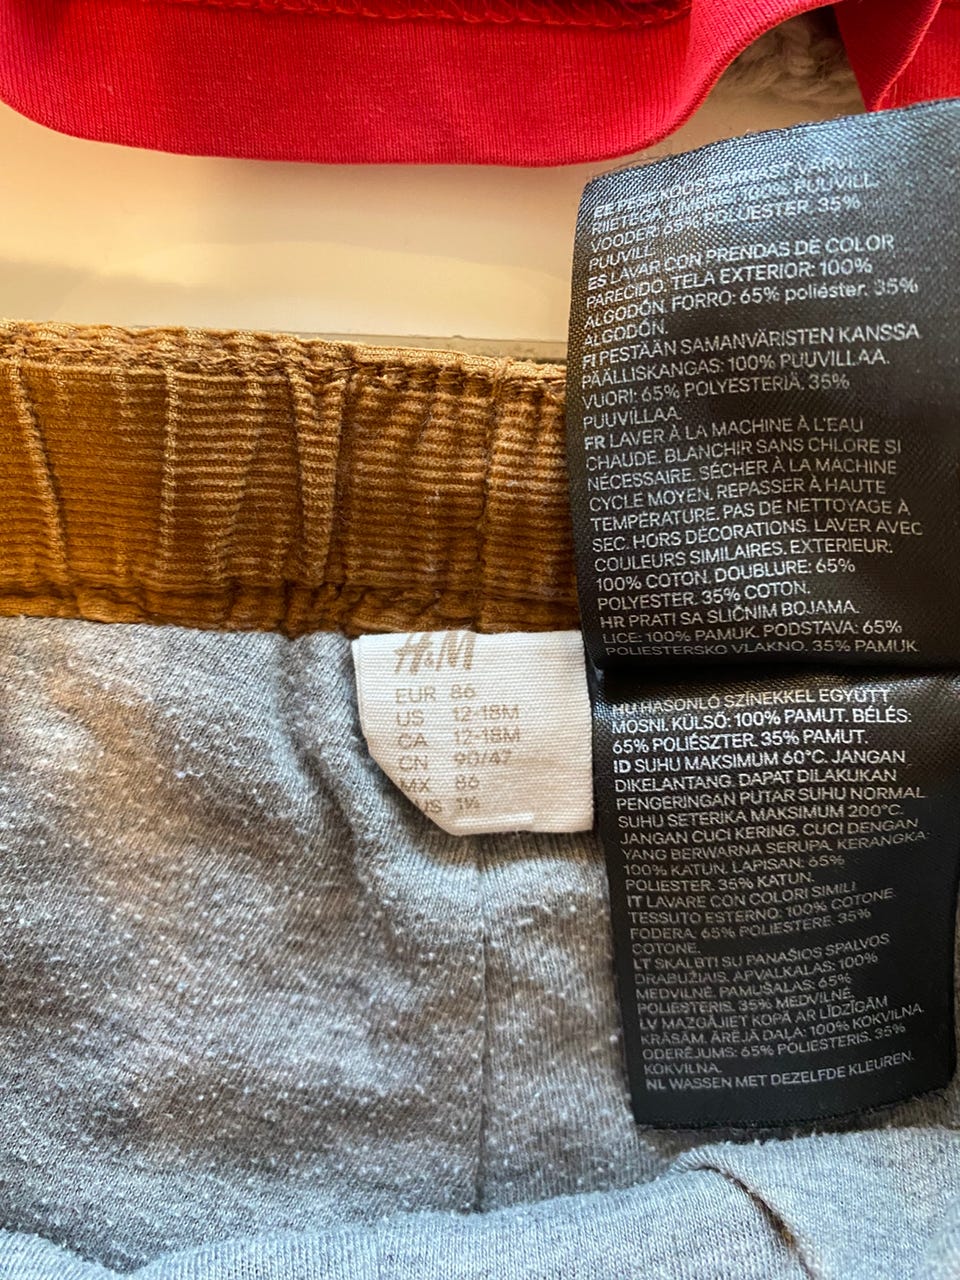 H&M
EUR 86
US 12-18M
CA 12-18M
CN 90/47
MX 86
1½
100% PUUVILL.
VOODER: 65% POLÜESTER. 35%
PUUVILL.
ES LAVAR CON PRENDAS DE COLOR
PARECIDO. TELA EXTERIOR: 100%
ALGODÓN. FORRO: 65% poliéster. 35%
ALGODÓN.
FI PESTÄÄN SAMANVÄRISTEN KANSSA
PÄÄLLISKANGAS: 100% PUUVILLAA.
VUORI: 65% POLYESTERIÄ. 35%
PUUVILLAA.
FR LAVER À LA MACHINE À L'EAU
CHAUDE. BLANCHIR SANS CHLORE SI
NÉCESSAIRE. SÉCHER À LA MACHINE
CYCLE MOYEN. REPASSER À HAUTE
TEMPÉRATURE. PAS DE NETTOYAGE À
SEC. HORS DÉCORATIONS. LAVER AVEC
COULEURS SIMILAIRES. EXTERIEUR:
100% COTON. DOUBLURE: 65%
POLYESTER. 35% COTON.
HR PRATI SA SLIČNIM BOJAMA.
LICE: 100% PAMUK. PODSTAVA: 65%
POLIESTERSKO VLAKNO. 35% PAMUK
HU HASONLÓ SZÍNEKKEL EGYÜTT
MOSNI. KÜLSŐ: 100% PAMUT. BÉLÉS:
65% POLIÉSZTER. 35% PAMUT.
ID SUHU MAKSIMUM 60°C. JANGAN
DIKELANTANG. DAPAT DILAKUKAN
PENGERINGAN PUTAR SUHU NORMAL
SUHU SETERIKA MAKSIMUM 200°C.
JANGAN CUCI KERING. CUCI DENGAN
YANG BERWARNA SERUPA. KERANGKA:
100% KATUN. LAPISAN: 65%
POLIESTER. 35% KATUN.
IT LAVARE CON COLORI SIMILI
TESSUTO ESTERNO: 100% COTONE.
FODERA: 65% POLIESTERE. 35%
COTONE.
LT SKALBTI SU PANAŠIOS SPALVOS
DRABUŽIAIS. APVALKALAS: 100%
MEDVILNĖ. PAMUŠALAS: 65%
POLIESTERIS. 35% MEDVILNĖ.
LV MAZGĀJIET KOPĀ AR LĪDZĪGĀM
KRĀSĀM. ĀRĒJĀ DAĻA: 100% KOKVILNA.
ODERĒJUMS: 65% POLIESTERIS. 35%
KOKVILNA.
NL WASSEN MET DEZELFDE KLEUREN.